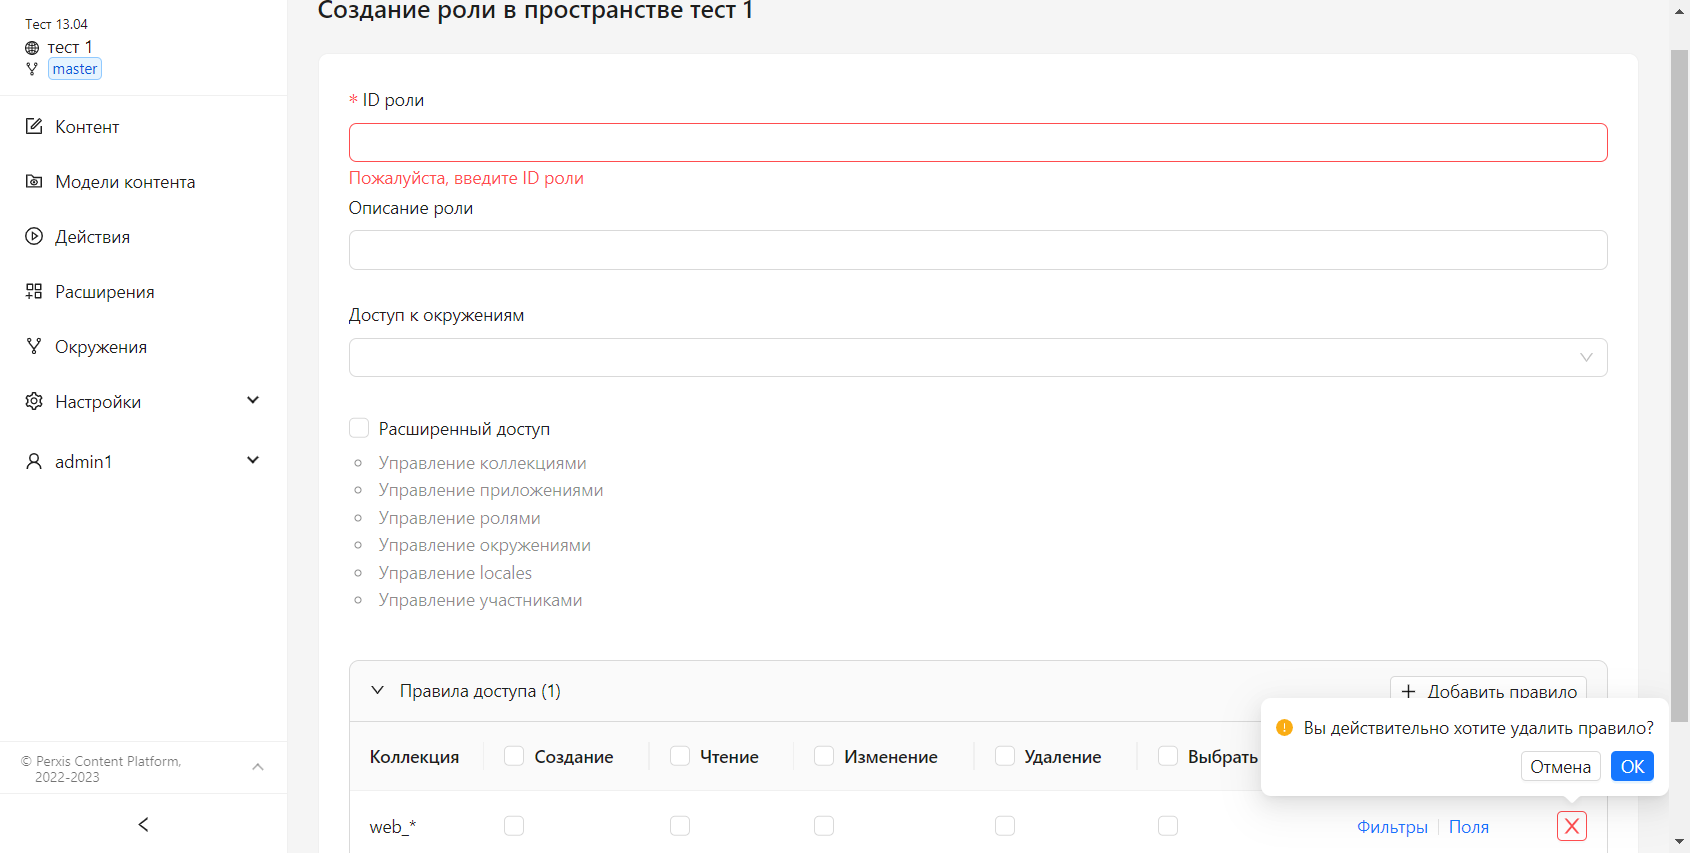 Тест 13.04
тест 1
master
Контент
Модели контента
Действия
Расширения
Окружения
Настройки
admin1
© Perxis Content Platform,
2022-2023
Создание роли в пространстве тест 1
* ID роли
Пожалуйста, введите ID роли
Описание роли
Доступ к окружениям
Расширенный доступ
Управление коллекциями
Управление приложениями
Управление ролями
Управление окружениями
Управление locales
Управление участниками
Правила доступа (1)
Добавить правило
Вы действительно хотите удалить правило?
Отмена
OK
Коллекция Создание Чтение Изменение Удаление Выбрать
web_* Фильтры Поля